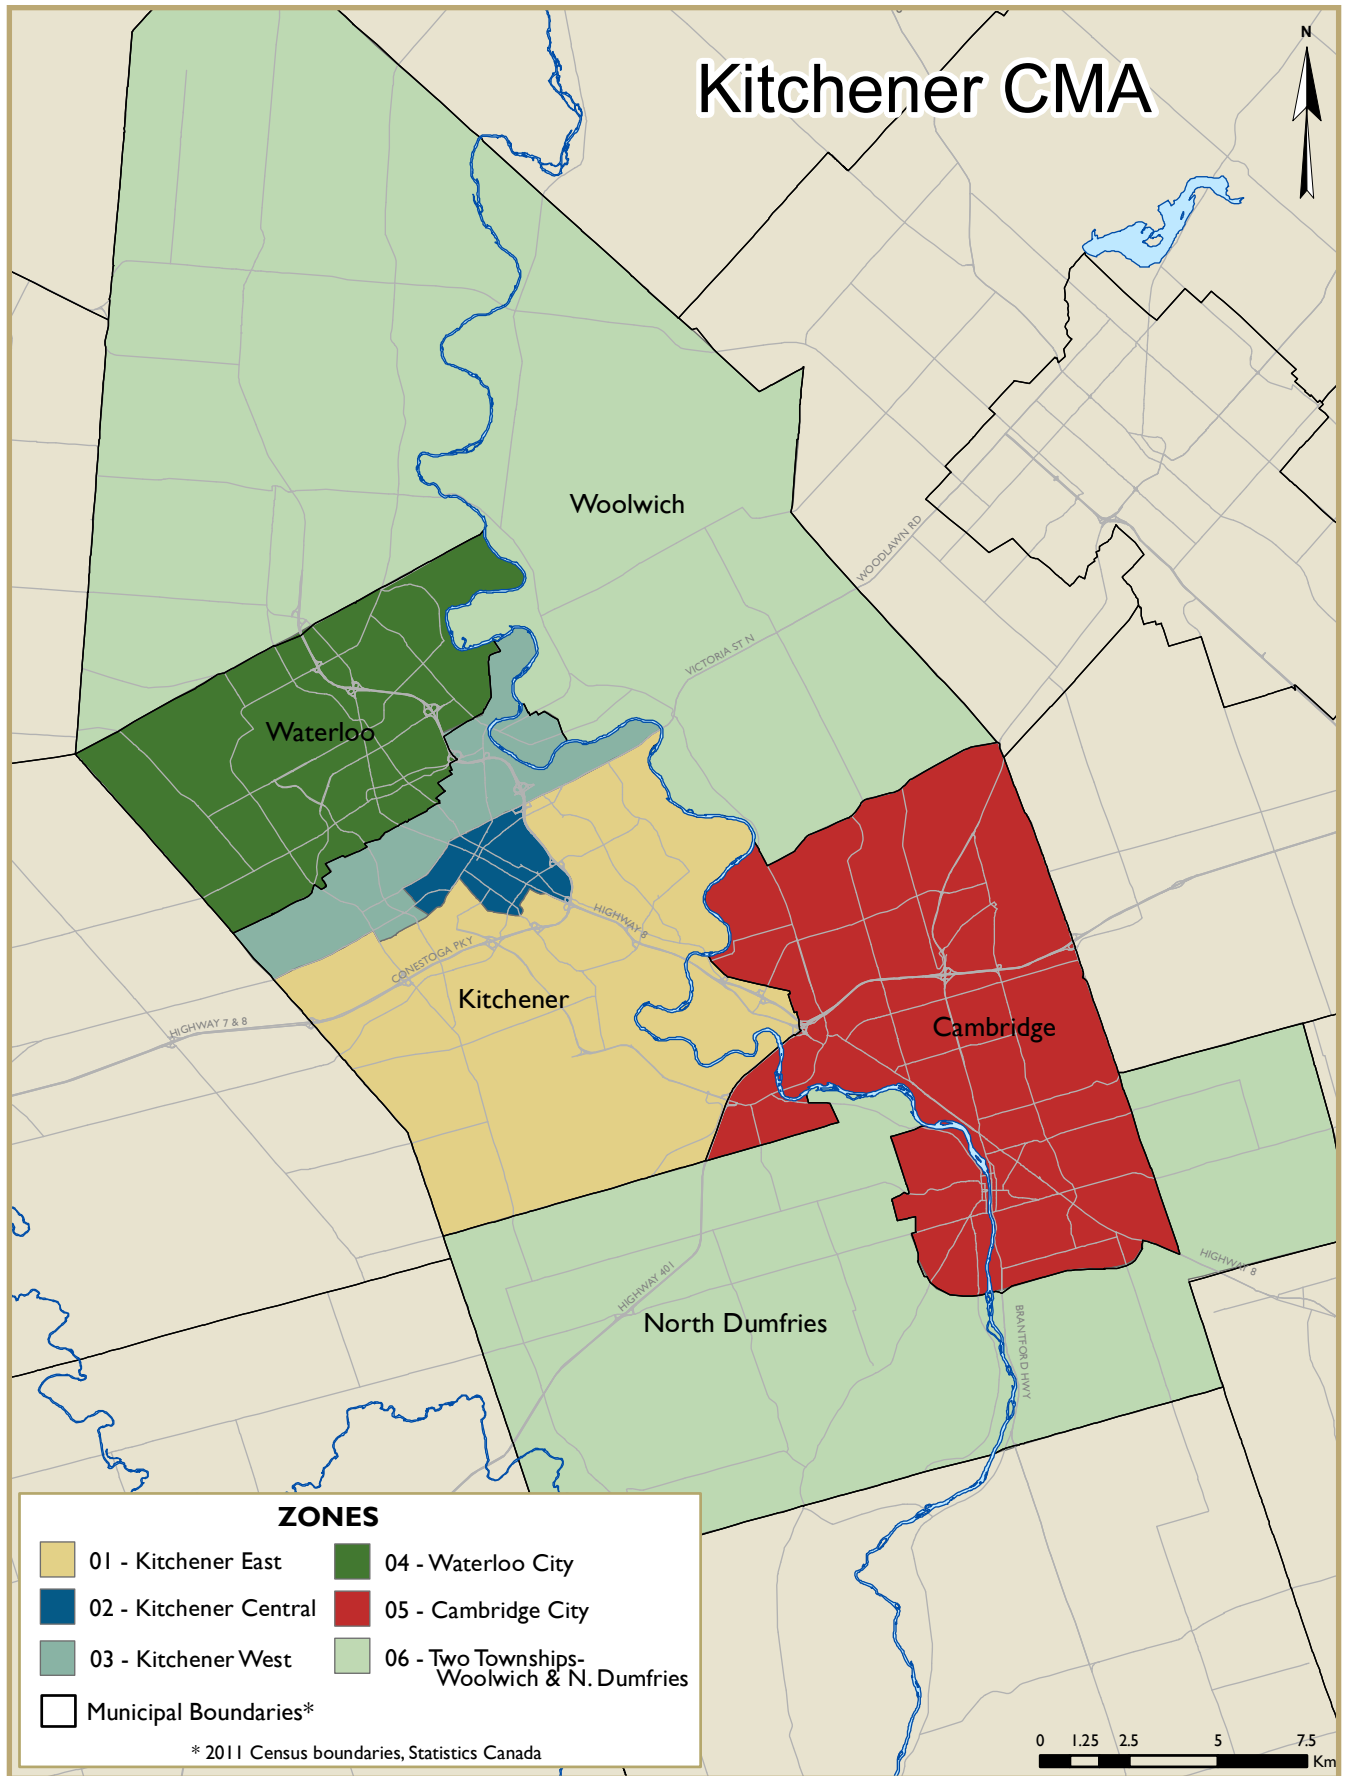 Kitchener CMA
N
Woolwich
WOODLAWN RD
VICTORIA ST N
Waterloo
HIGHWAY 8
CONESTOGA PKY
Kitchener
HIGHWAY 7 & 8
Cambridge
HIGHWAY 8
HIGHWAY 401
North Dumfries
BRANTFORD HWY
ZONES
01 - Kitchener East
02 - Kitchener Central
03 - Kitchener West
04 - Waterloo City
05 - Cambridge City
06 - Two Townships-
Woolwich & N. Dumfries
Municipal Boundaries*
* 2011 Census boundaries, Statistics Canada
0 1.25 2.5 5 7.5
Km